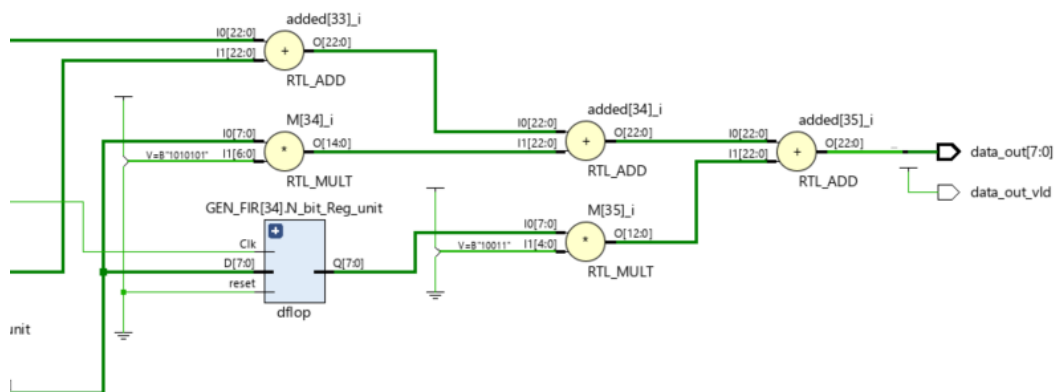 added[33]_i
I0[22:0]
I1[22:0]
+
O[22:0]
RTL_ADD
M[34]_i
I0[7:0]
V=B"1010101"
I1[6:0]
*
O[14:0]
RTL_MULT
added[34]_i
I0[22:0]
I1[22:0]
+
O[22:0]
RTL_ADD
added[35]_i
I0[22:0]
I1[22:0]
+
O[22:0]
RTL_ADD
data_out[7:0]
data_out_vld
GEN_FIR[34].N_bit_Reg_unit
Clk
D[7:0]
reset
Q[7:0]
dflop
M[35]_i
I0[7:0]
V=B"10011"
I1[4:0]
*
O[12:0]
RTL_MULT
unit